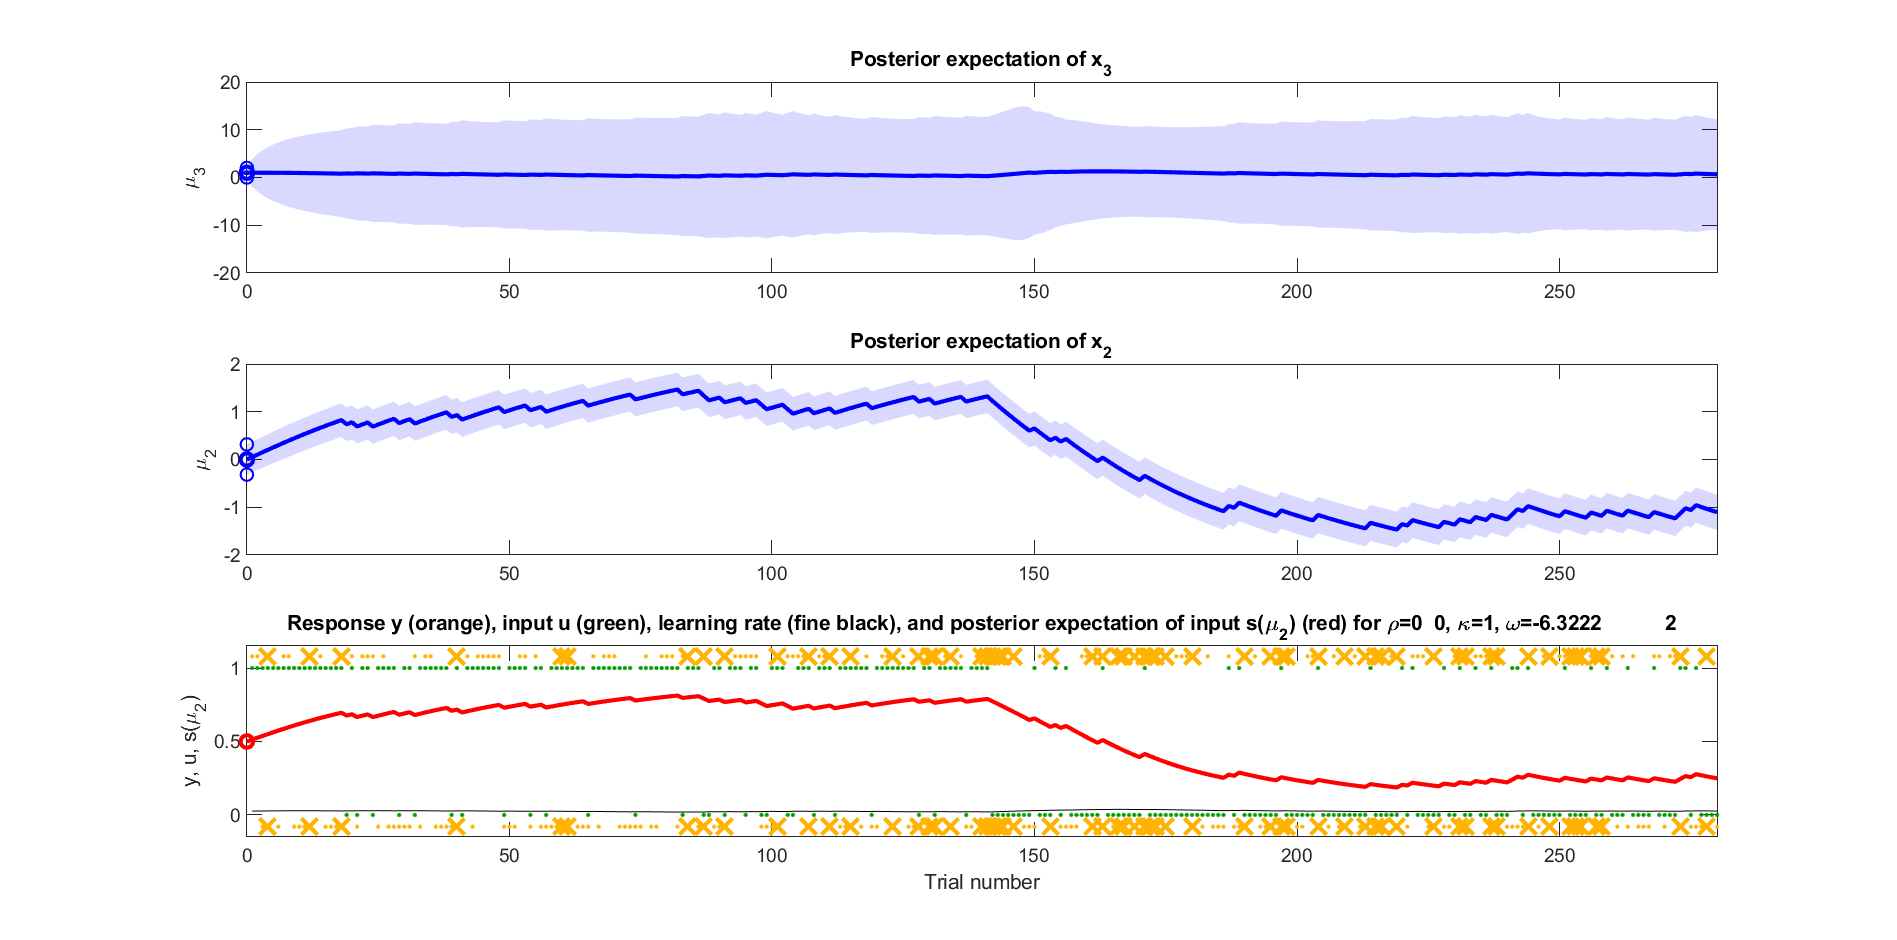 Posterior expectation of x₃
20
10
0
-10
-20
μ₃
0 50 100 150 200 250
Posterior expectation of x₂
2
1
0
-1
-2
μ₂
0 50 100 150 200 250
Response y (orange), input u (green), learning rate (fine black), and posterior expectation of input s(μ₂) (red) for ρ=0 0, κ=1, ω=-6.3222 2
1
0.5
0
y, u, s(μ₂)
0 50 100 150 200 250
Trial number